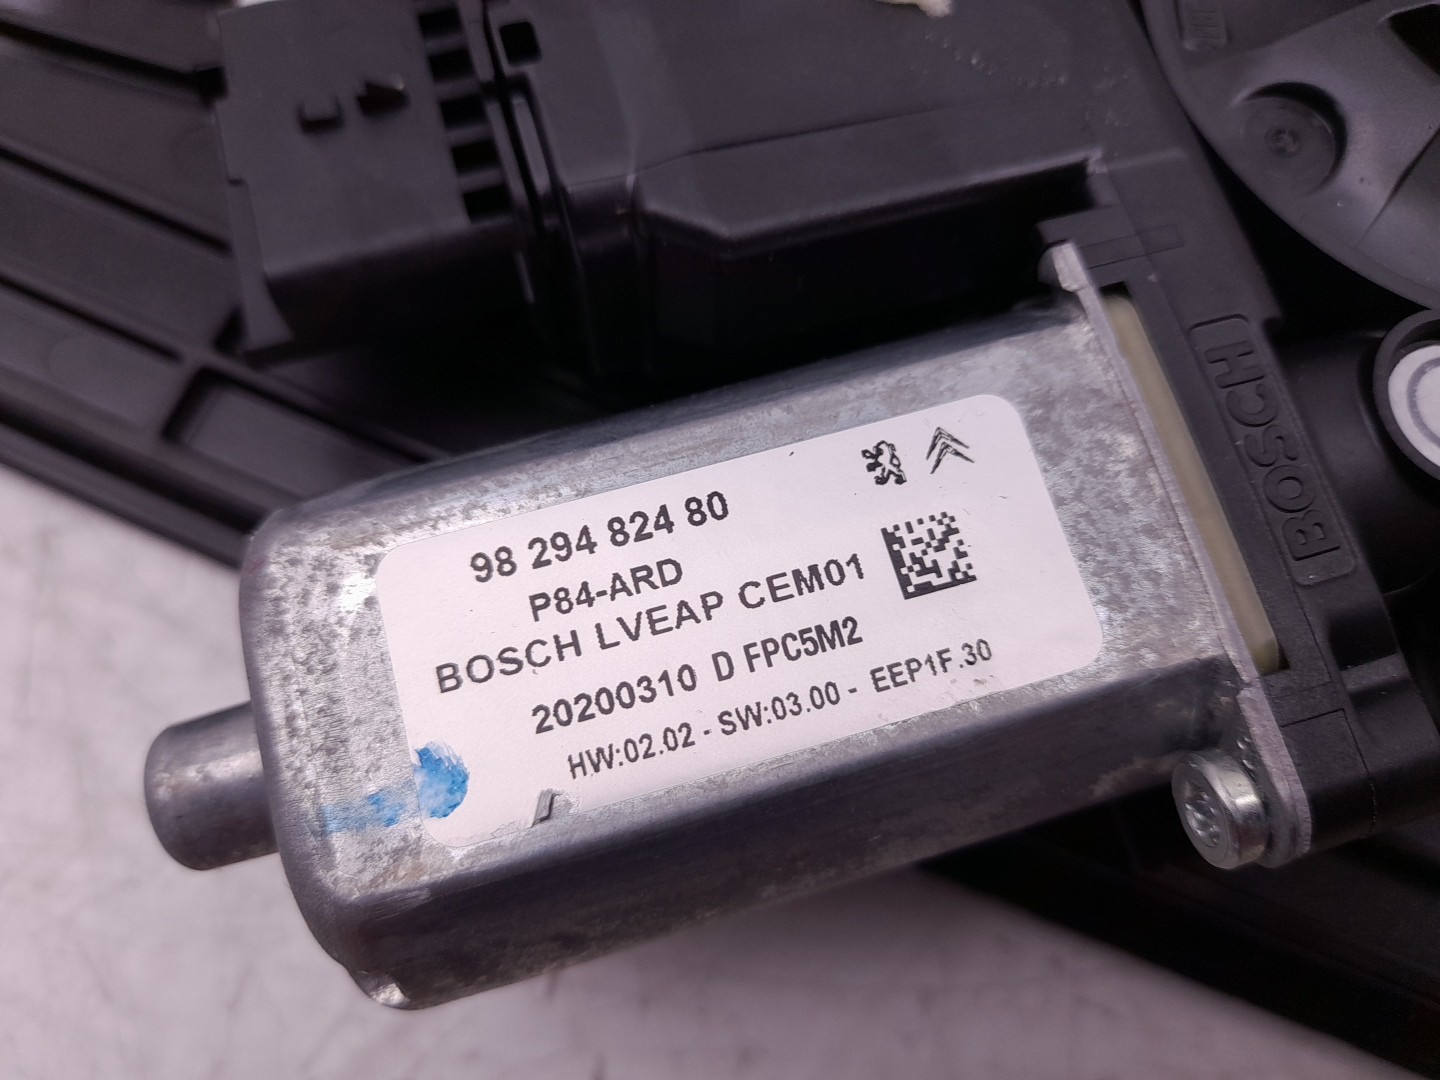 98 294 824 80
P84-ARD
BOSCH LVEAP CEM01
20200310 D FPC5M2
HW:02.02 - SW:03.00 - EEP1F.30
BOSCH